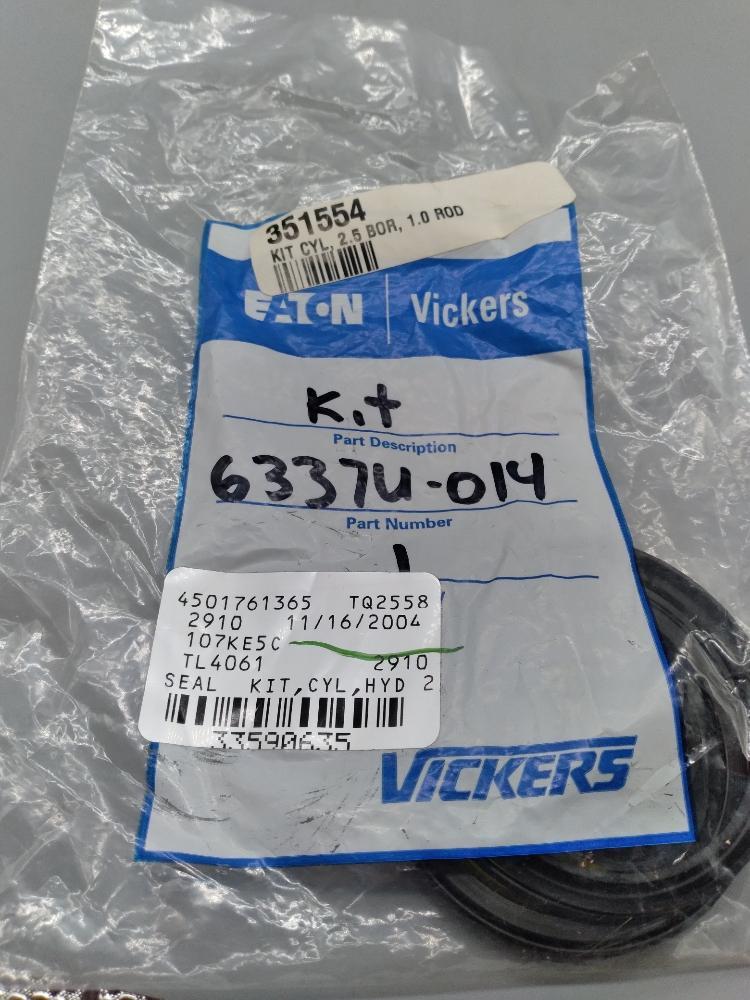 351554
KIT CYL, 2.5 BOR, 1.0 ROD
EATON | Vickers
Kit
Part Description
6337U-014
Part Number
1
4501761365 TQ2558
2910 11/16/2004
107KE5C
TL4061 2910
SEAL KIT,CYL,HYD 2
33590635
VICKERS